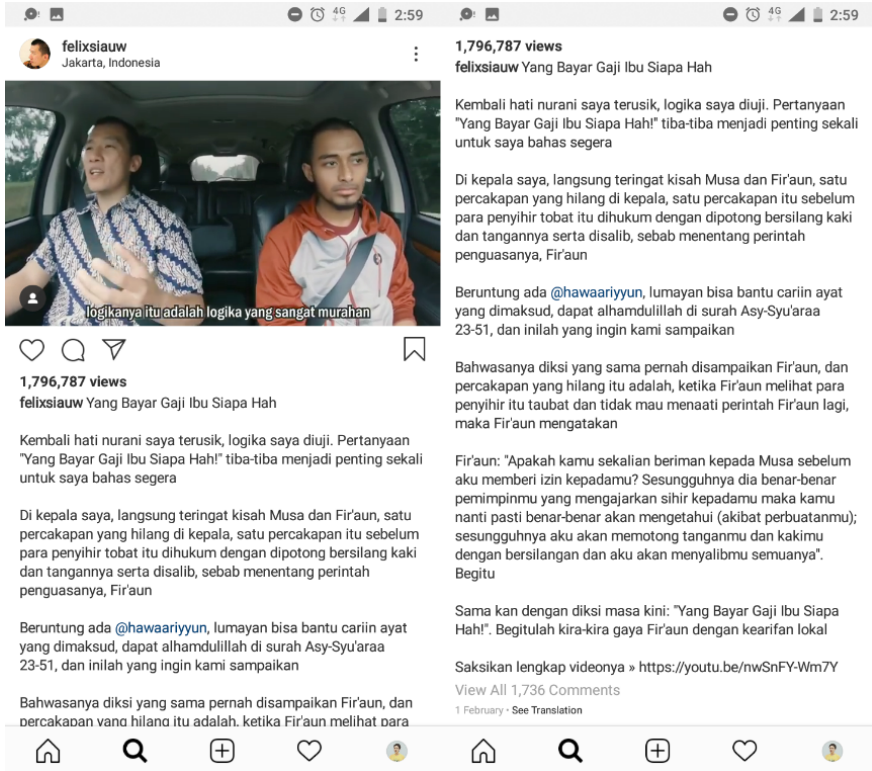 4G 2:59
felixsiauw
Jakarta, Indonesia
logikanya itu adalah logika yang sangat murahan
1,796,787 views
felixsiauw Yang Bayar Gaji Ibu Siapa Hah
Kembali hati nurani saya terusik, logika saya diuji. Pertanyaan
"Yang Bayar Gaji Ibu Siapa Hah!" tiba-tiba menjadi penting sekali
untuk saya bahas segera
Di kepala saya, langsung teringat kisah Musa dan Fir'aun, satu
percakapan yang hilang di kepala, satu percakapan itu sebelum
para penyihir tobat itu dihukum dengan dipotong bersilang kaki
dan tangannya serta disalib, sebab menentang perintah
penguasanya, Fir'aun
Beruntung ada @hawaariyyun, lumayan bisa bantu cariin ayat
yang dimaksud, dapat alhamdulillah di surah Asy-Syu'araa
23-51, dan inilah yang ingin kami sampaikan
Bahwasanya diksi yang sama pernah disampaikan Fir'aun, dan
percakapan yang hilang itu adalah, ketika Fir'aun melihat para
4G 2:59
1,796,787 views
felixsiauw Yang Bayar Gaji Ibu Siapa Hah
Kembali hati nurani saya terusik, logika saya diuji. Pertanyaan
"Yang Bayar Gaji Ibu Siapa Hah!" tiba-tiba menjadi penting sekali
untuk saya bahas segera
Di kepala saya, langsung teringat kisah Musa dan Fir'aun, satu
percakapan yang hilang di kepala, satu percakapan itu sebelum
para penyihir tobat itu dihukum dengan dipotong bersilang kaki
dan tangannya serta disalib, sebab menentang perintah
penguasanya, Fir'aun
Beruntung ada @hawaariyyun, lumayan bisa bantu cariin ayat
yang dimaksud, dapat alhamdulillah di surah Asy-Syu'araa
23-51, dan inilah yang ingin kami sampaikan
Bahwasanya diksi yang sama pernah disampaikan Fir'aun, dan
percakapan yang hilang itu adalah, ketika Fir'aun melihat para
penyihir itu taubat dan tidak mau menaati perintah Fir'aun lagi,
maka Fir'aun mengatakan
Fir'aun: "Apakah kamu sekalian beriman kepada Musa sebelum
aku memberi izin kepadamu? Sesungguhnya dia benar-benar
pemimpinmu yang mengajarkan sihir kepadamu maka kamu
nanti pasti benar-benar akan mengetahui (akibat perbuatanmu);
sesungguhnya aku akan memotong tanganmu dan kakimu
dengan bersilangan dan aku akan menyalibmu semuanya".
Begitu
Sama kan dengan diksi masa kini: "Yang Bayar Gaji Ibu Siapa
Hah!". Begitulah kira-kira gaya Fir'aun dengan kearifan lokal
Saksikan lengkap videonya » https://youtu.be/nwSnFY-Wm7Y
View All 1,736 Comments
1 February · See Translation